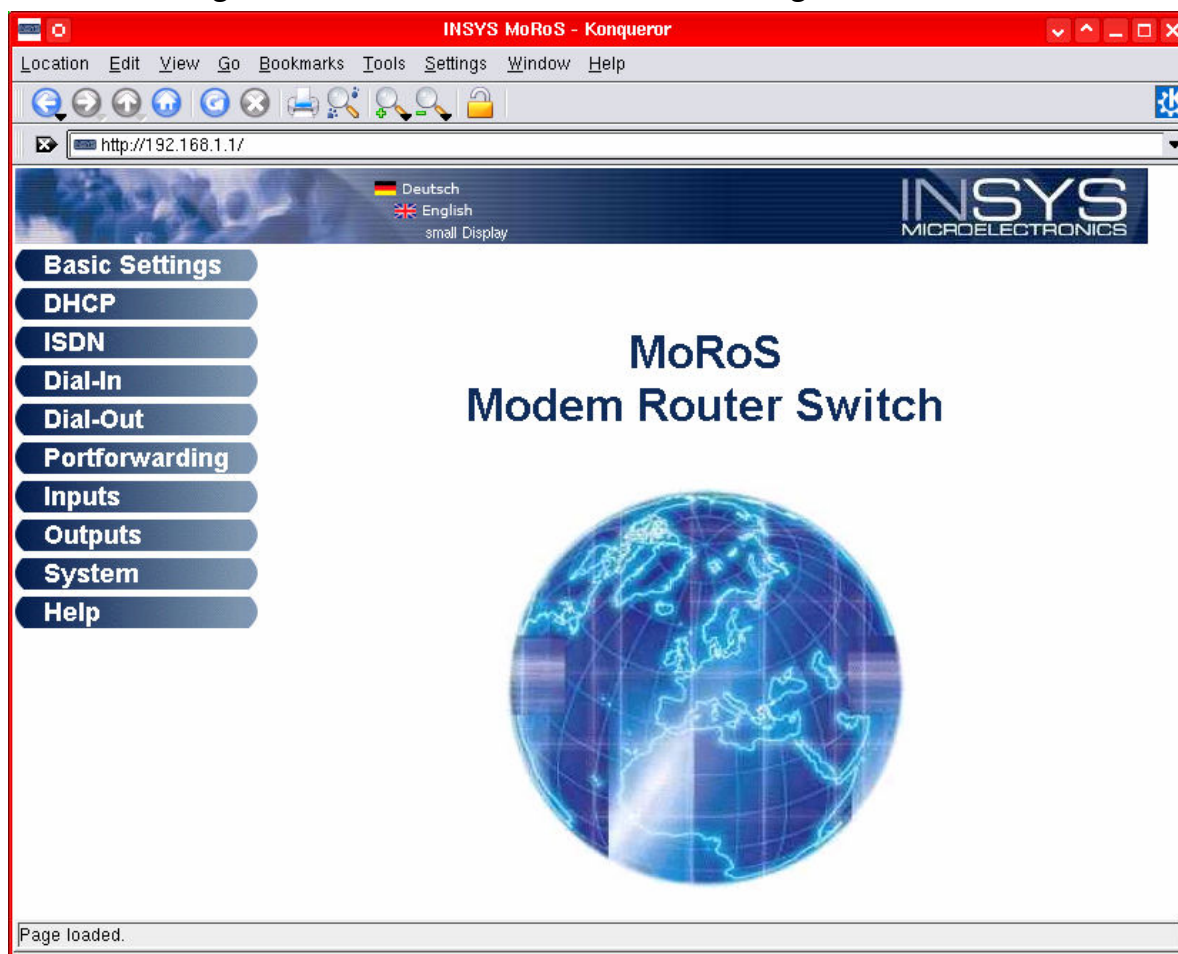 INSYS MoRoS - Konqueror
Location Edit View Go Bookmarks Tools Settings Window Help
http://192.168.1.1/
Deutsch
English
small Display
INSYS
MICROELECTRONICS
Basic Settings
DHCP
ISDN
Dial-In
Dial-Out
Portforwarding
Inputs
Outputs
System
Help
MoRoS
Modem Router Switch
Page loaded.